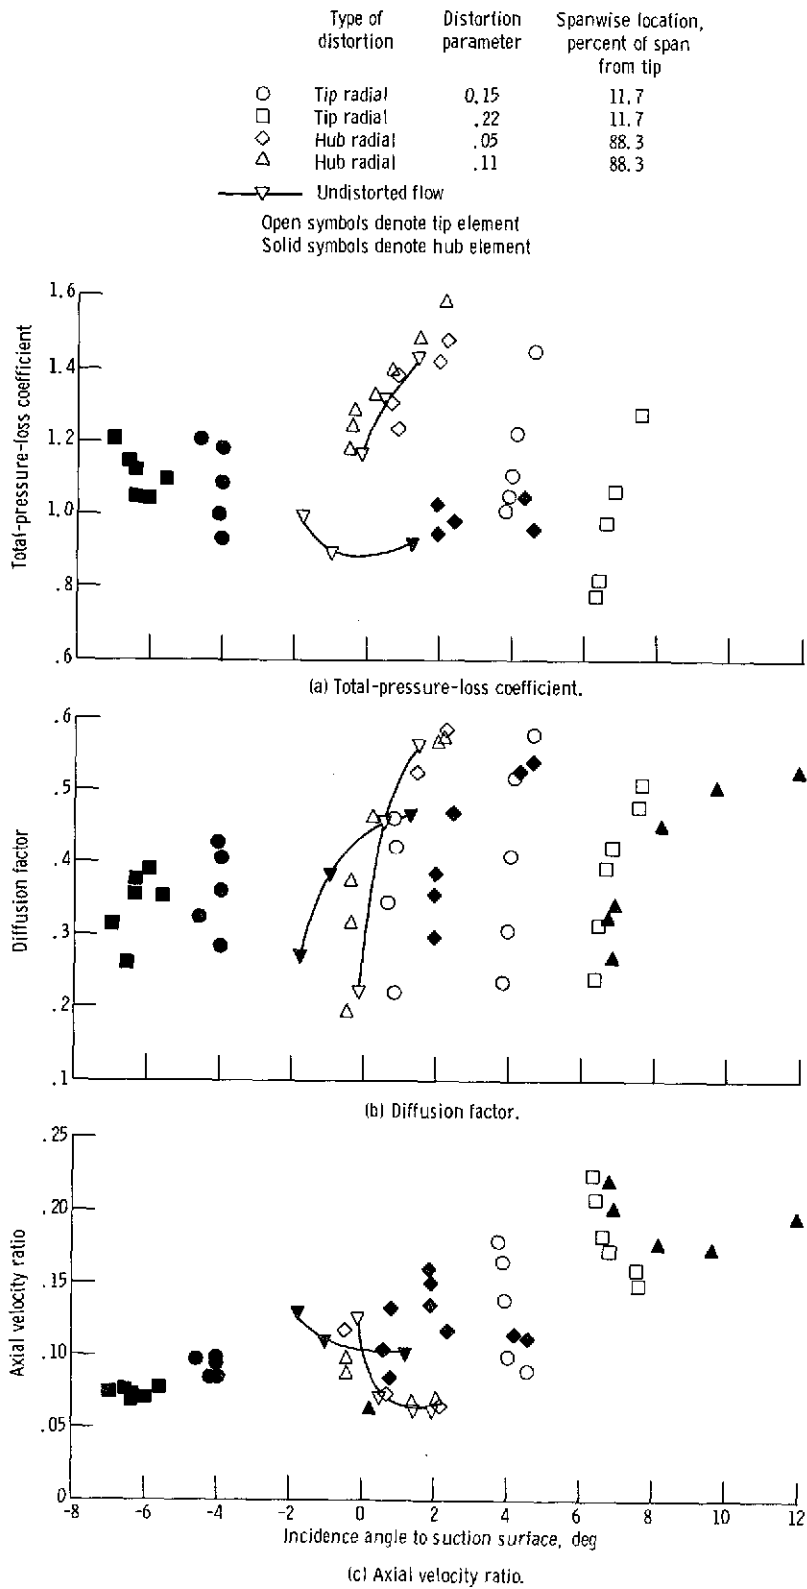 Type of distortion
Distortion parameter
Spanwise location, percent of span from tip
Tip radial 0.15 11.7
Tip radial .22 11.7
Hub radial .05 88.3
Hub radial .11 88.3
Undistorted flow
Open symbols denote tip element
Solid symbols denote hub element
Total-pressure-loss coefficient
1.6
1.4
1.2
1.0
.8
.6
(a) Total-pressure-loss coefficient.
Diffusion factor
.6
.5
.4
.3
.2
.1
(b) Diffusion factor.
Axial velocity ratio
.25
.20
.15
.10
.05
0
-8 -6 -4 -2 0 2 4 6 8 10 12
Incidence angle to suction surface, deg
(c) Axial velocity ratio.